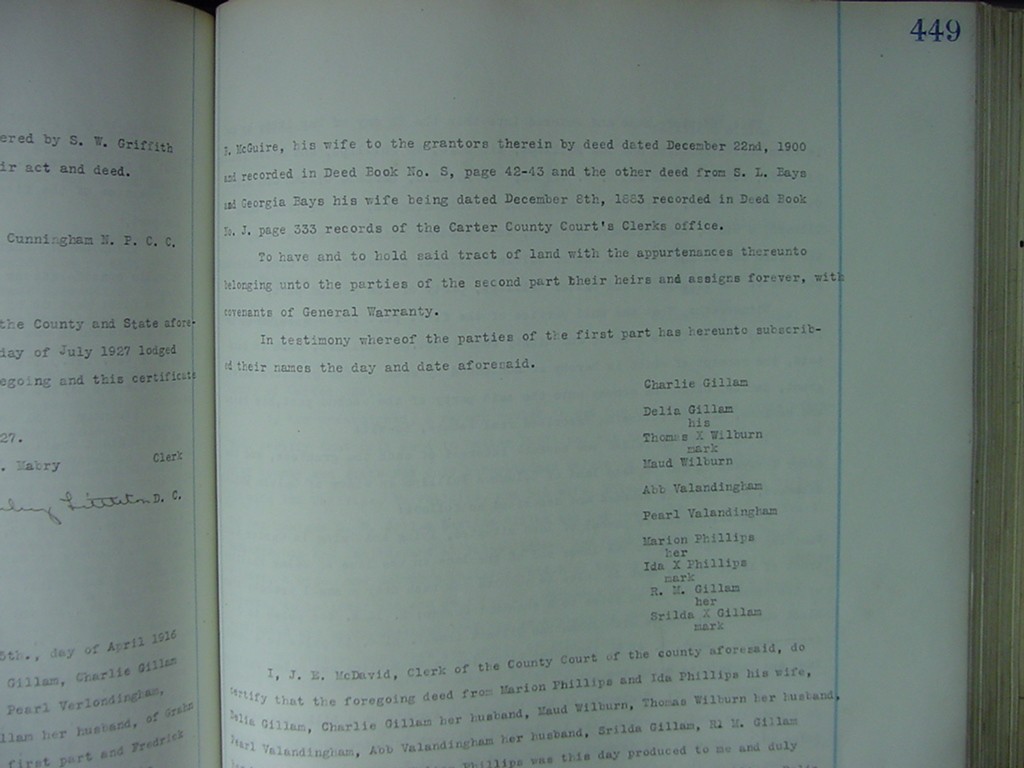 ered by S. W. Griffith
ir act and deed.
Cunningham N. P. C. C.
the County and State afore-
day of July 1927 lodged
egoing and this certificate
27.
. Mabry Clerk
D. C.
5th., day of April 1916
Gillam, Charlie Gillam
Pearl Verlondingham,
llam her husband, of Grahn
first part and Fredrick
449
McGuire, his wife to the grantors therein by deed dated December 22nd, 1900
and recorded in Deed Book No. S, page 42-43 and the other deed from S. L. Bays
and Georgia Bays his wife being dated December 8th, 1883 recorded in Deed Book
No. J. page 333 records of the Carter County Court's Clerks office.
To have and to hold said tract of land with the appurtenances thereunto
belonging unto the parties of the second part their heirs and assigns forever, with
covenants of General Warranty.
In testimony whereof the parties of the first part has hereunto subscrib-
ed their names the day and date aforesaid.
Charlie Gillam
Delia Gillam
his
Thomas X Wilburn
mark
Maud Wilburn
Abb Valandingham
Pearl Valandingham
Marion Phillips
her
Ida X Phillips
mark
R. M. Gillam
her
Srilda X Gillam
mark
I, J. E. McDavid, Clerk of the County Court of the county aforesaid, do
certify that the foregoing deed from Marion Phillips and Ida Phillips his wife,
Delia Gillam, Charlie Gillam her husband, Maud Wilburn, Thomas Wilburn her husband,
Pearl Valandingham, Abb Valandingham her husband, Srilda Gillam, R. M. Gillam
Phillips was this day produced to me and duly